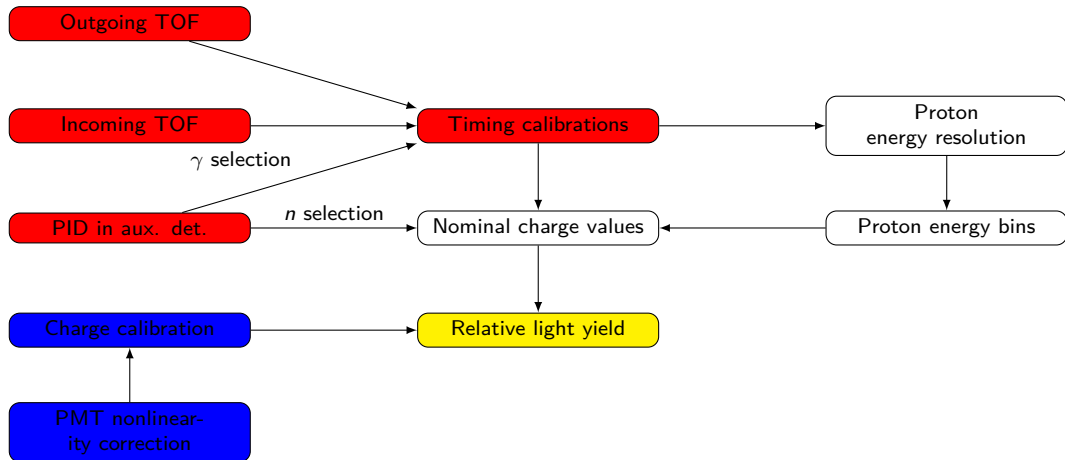 Outgoing TOF
Incoming TOF
Timing calibrations
Proton
energy resolution
γ selection
PID in aux. det.
n selection
Nominal charge values
Proton energy bins
Charge calibration
Relative light yield
PMT nonlinear-
ity correction